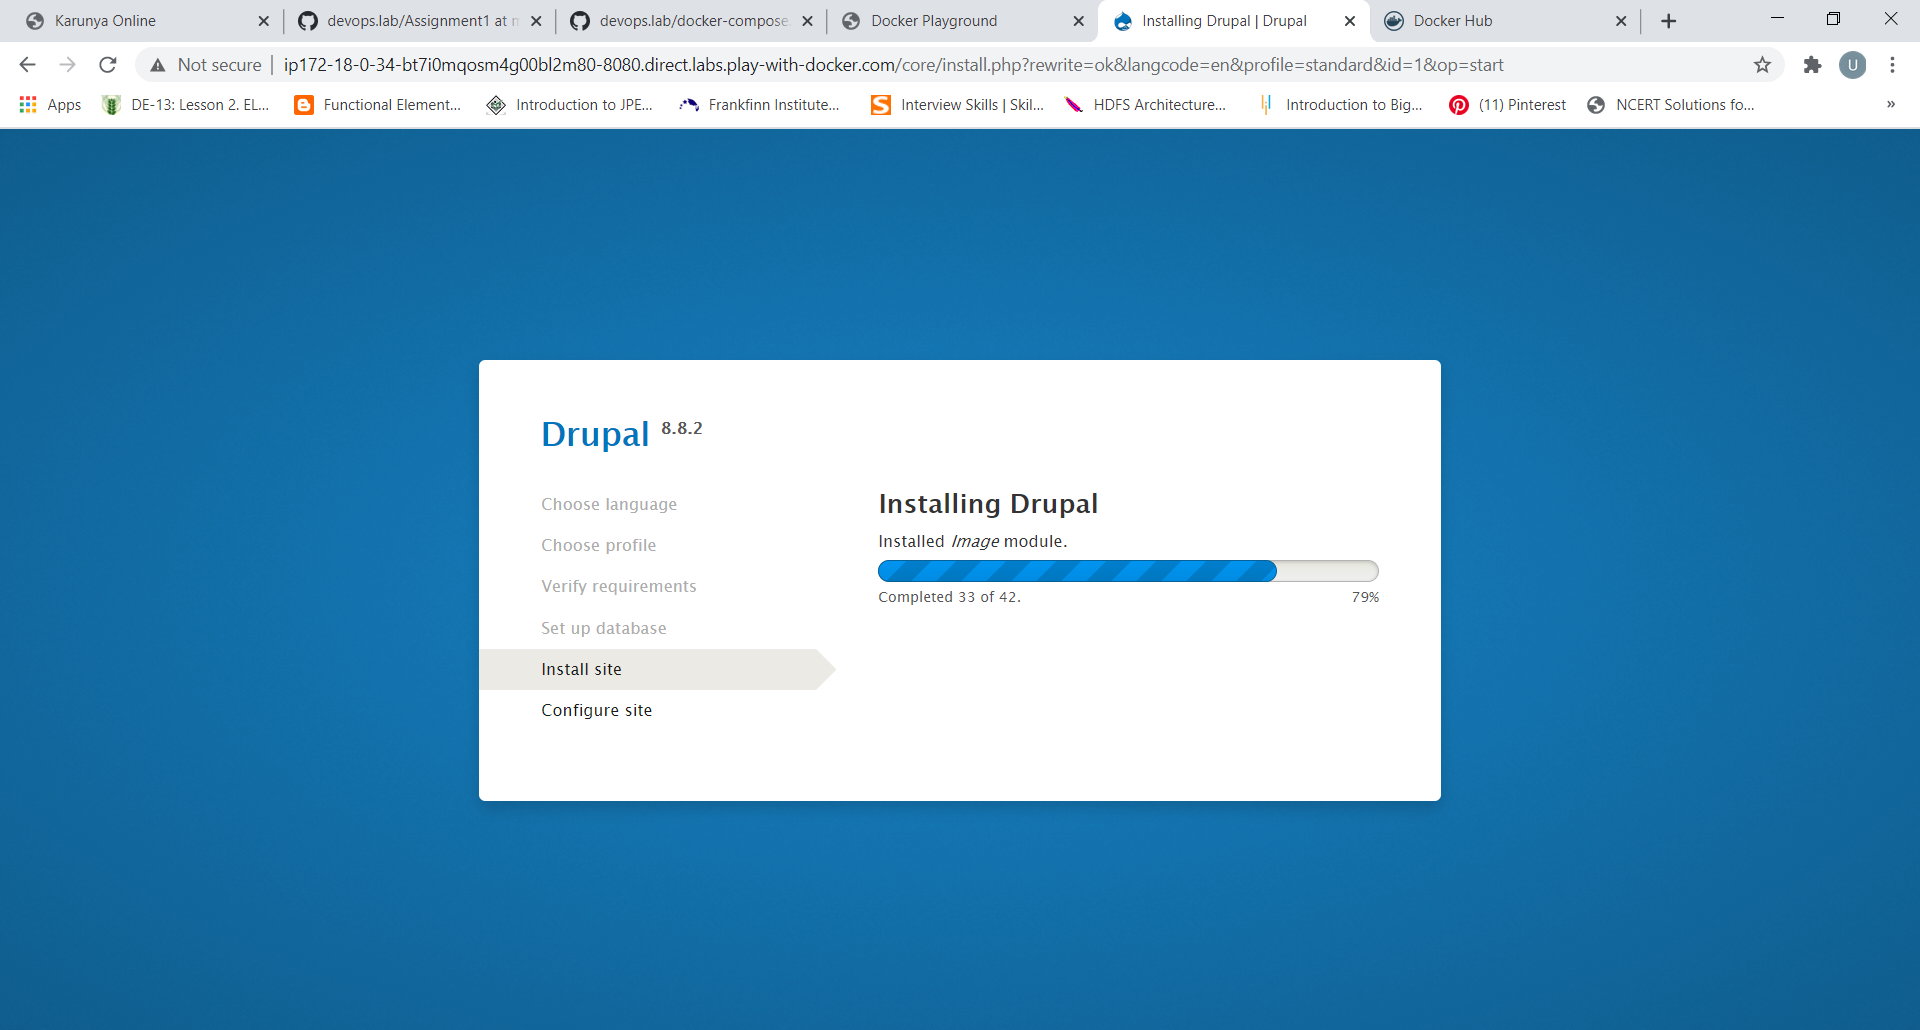 Karunya Online
devops.lab/Assignment1 at m
devops.lab/docker-compose.
Docker Playground
Installing Drupal | Drupal
Docker Hub
Not secure
ip172-18-0-34-bt7i0mqosm4g00bl2m80-8080.direct.labs.play-with-docker.com/core/install.php?rewrite=ok&langcode=en&profile=standard&id=1&op=start
U
Apps
DE-13: Lesson 2. EL...
Functional Element...
Introduction to JPE...
Frankfinn Institute...
Interview Skills | Skil...
HDFS Architecture...
Introduction to Big...
(11) Pinterest
NCERT Solutions fo...
»
Drupal 8.8.2
Choose language
Choose profile
Verify requirements
Set up database
Install site
Configure site
Installing Drupal
Installed Image module.
Completed 33 of 42.
79%